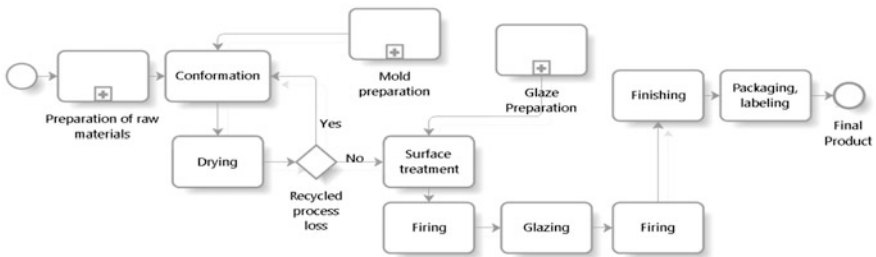 Conformation
Mold
preparation
Glaze
Preparation
Preparation of raw
materials
Yes
Drying
No
Recycled
process
loss
Surface
treatment
Firing
Glazing
Firing
Finishing
Packaging,
labeling
Final
Product